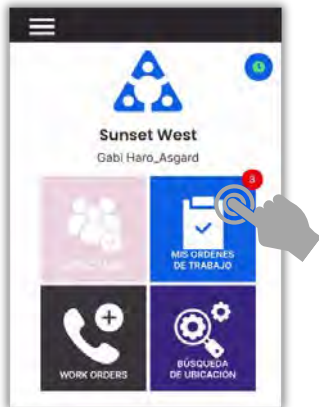 Sunset West
Gabi Haro_Asgard
3
MIS ORDENES
DE TRABAJO
WORK ORDERS
BÚSQUEDA
DE UBICACIÓN